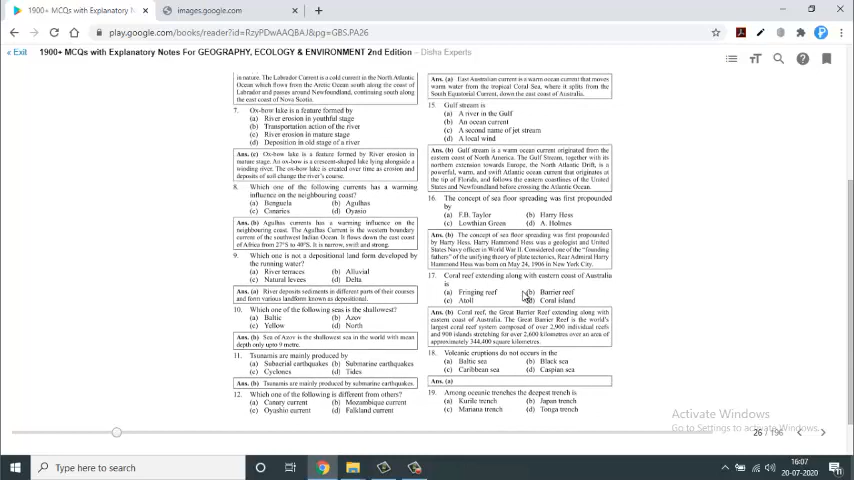 1900+ MCQs with Explanatory N
images.google.com
play.google.com/books/reader?id=RzyPDwAAQBAJ&pg=GBS.PA26
« Exit
1900+ MCQs with Explanatory Notes For GEOGRAPHY, ECOLOGY & ENVIRONMENT 2nd Edition - Disha Experts
in nature. The Labrador Current is a cold current in the North Atlantic
Ocean which flows from the Arctic Ocean south along the coast of
Labrador and passes around Newfoundland, continuing south along
the east coast of Nova Scotia.
7. Ox-bow lake is a feature formed by
(a) River erosion in youthful stage
(b) Transportation action of the river
(c) River erosion in mature stage
(d) Deposition in old stage of a river
Ans. (c) Ox-bow lake is a feature formed by River erosion in
mature stage. An ox-bow is a crescent-shaped lake lying alongside a
winding river. The ox-bow lake is created over time as erosion and
deposits of soil change the river's course.
8. Which one of the following currents has a warming
influence on the neighbouring coast?
(a) Benguela (b) Agulhas
(c) Canaries (d) Oyasio
Ans. (b) Agulhas currents has a warming influence on the
neighbouring coast. The Agulhas Current is the western boundary
current of the southwest Indian Ocean. It flows down the east coast
of Africa from 27°S to 40°S. It is narrow, swift and strong.
9. Which one is not a depositional land form developed by
the running water?
(a) River terraces (b) Alluvial
(c) Natural levees (d) Delta
Ans. (a) River deposits sediments in different parts of their courses
and form various landform known as depositional.
10. Which one of the following seas is the shallowest?
(a) Baltic (b) Azov
(c) Yellow (d) North
Ans. (b) Sea of Azov is the shallowest sea in the world with mean
depth only upto 9 metre.
11. Tsunamis are mainly produced by
(a) Subaerial earthquakes (b) Submarine earthquakes
(c) Cyclones (d) Tides
Ans. (b) Tsunamis are mainly produced by submarine earthquakes.
12. Which one of the following is different from others?
(a) Canary current (b) Mozambique current
(c) Oyashio current (d) Falkland current
Ans. (a) East Australian current is a warm ocean current that moves
warm water from the tropical Coral Sea, where it splits from the
South Equatorial Current, down the east coast of Australia.
15. Gulf stream is
(a) A river in the Gulf
(b) An ocean current
(c) A second name of jet stream
(d) A local wind
Ans. (b) Gulf stream is a warm ocean current originated from the
eastern coast of North America. The Gulf Stream, together with its
northern extension towards Europe, the North Atlantic Drift, is a
powerful, warm, and swift Atlantic ocean current that originates at
the tip of Florida, and follows the eastern coastlines of the United
States and Newfoundland before crossing the Atlantic Ocean.
16. The concept of sea floor spreading was first propounded
by
(a) F.B. Taylor (b) Harry Hess
(c) Lowthian Green (d) A. Holmes
Ans. (b) The concept of sea floor spreading was first propounded
by Harry Hess. Harry Hammond Hess was a geologist and United
States Navy officer in World War II. Considered one of the "founding
fathers" of the unifying theory of plate tectonics, Rear Admiral Harry
Hammond Hess was born on May 24, 1906 in New York City.
17. Coral reef extending along with eastern coast of Australia
is
(a) Fringing reef (b) Barrier reef
(c) Atoll (d) Coral island
Ans. (b) Coral reef, the Great Barrier Reef extending along with
eastern coast of Australia. The Great Barrier Reef is the world's
largest coral reef system composed of over 2,900 individual reefs
and 900 islands stretching for over 2,600 kilometres over an area of
approximately 344,400 square kilometres.
18. Volcanic eruptions do not occurs in the
(a) Baltic sea (b) Black sea
(c) Caribbean sea (d) Caspian sea
Ans. (a)
19. Among oceanic trenches the deepest trench is
(a) Kurile trench (b) Japan trench
(c) Mariana trench (d) Tonga trench
Activate Windows
Go to Settings to activate Windows.
26 / 196
Type here to search
16:07
20-07-2020